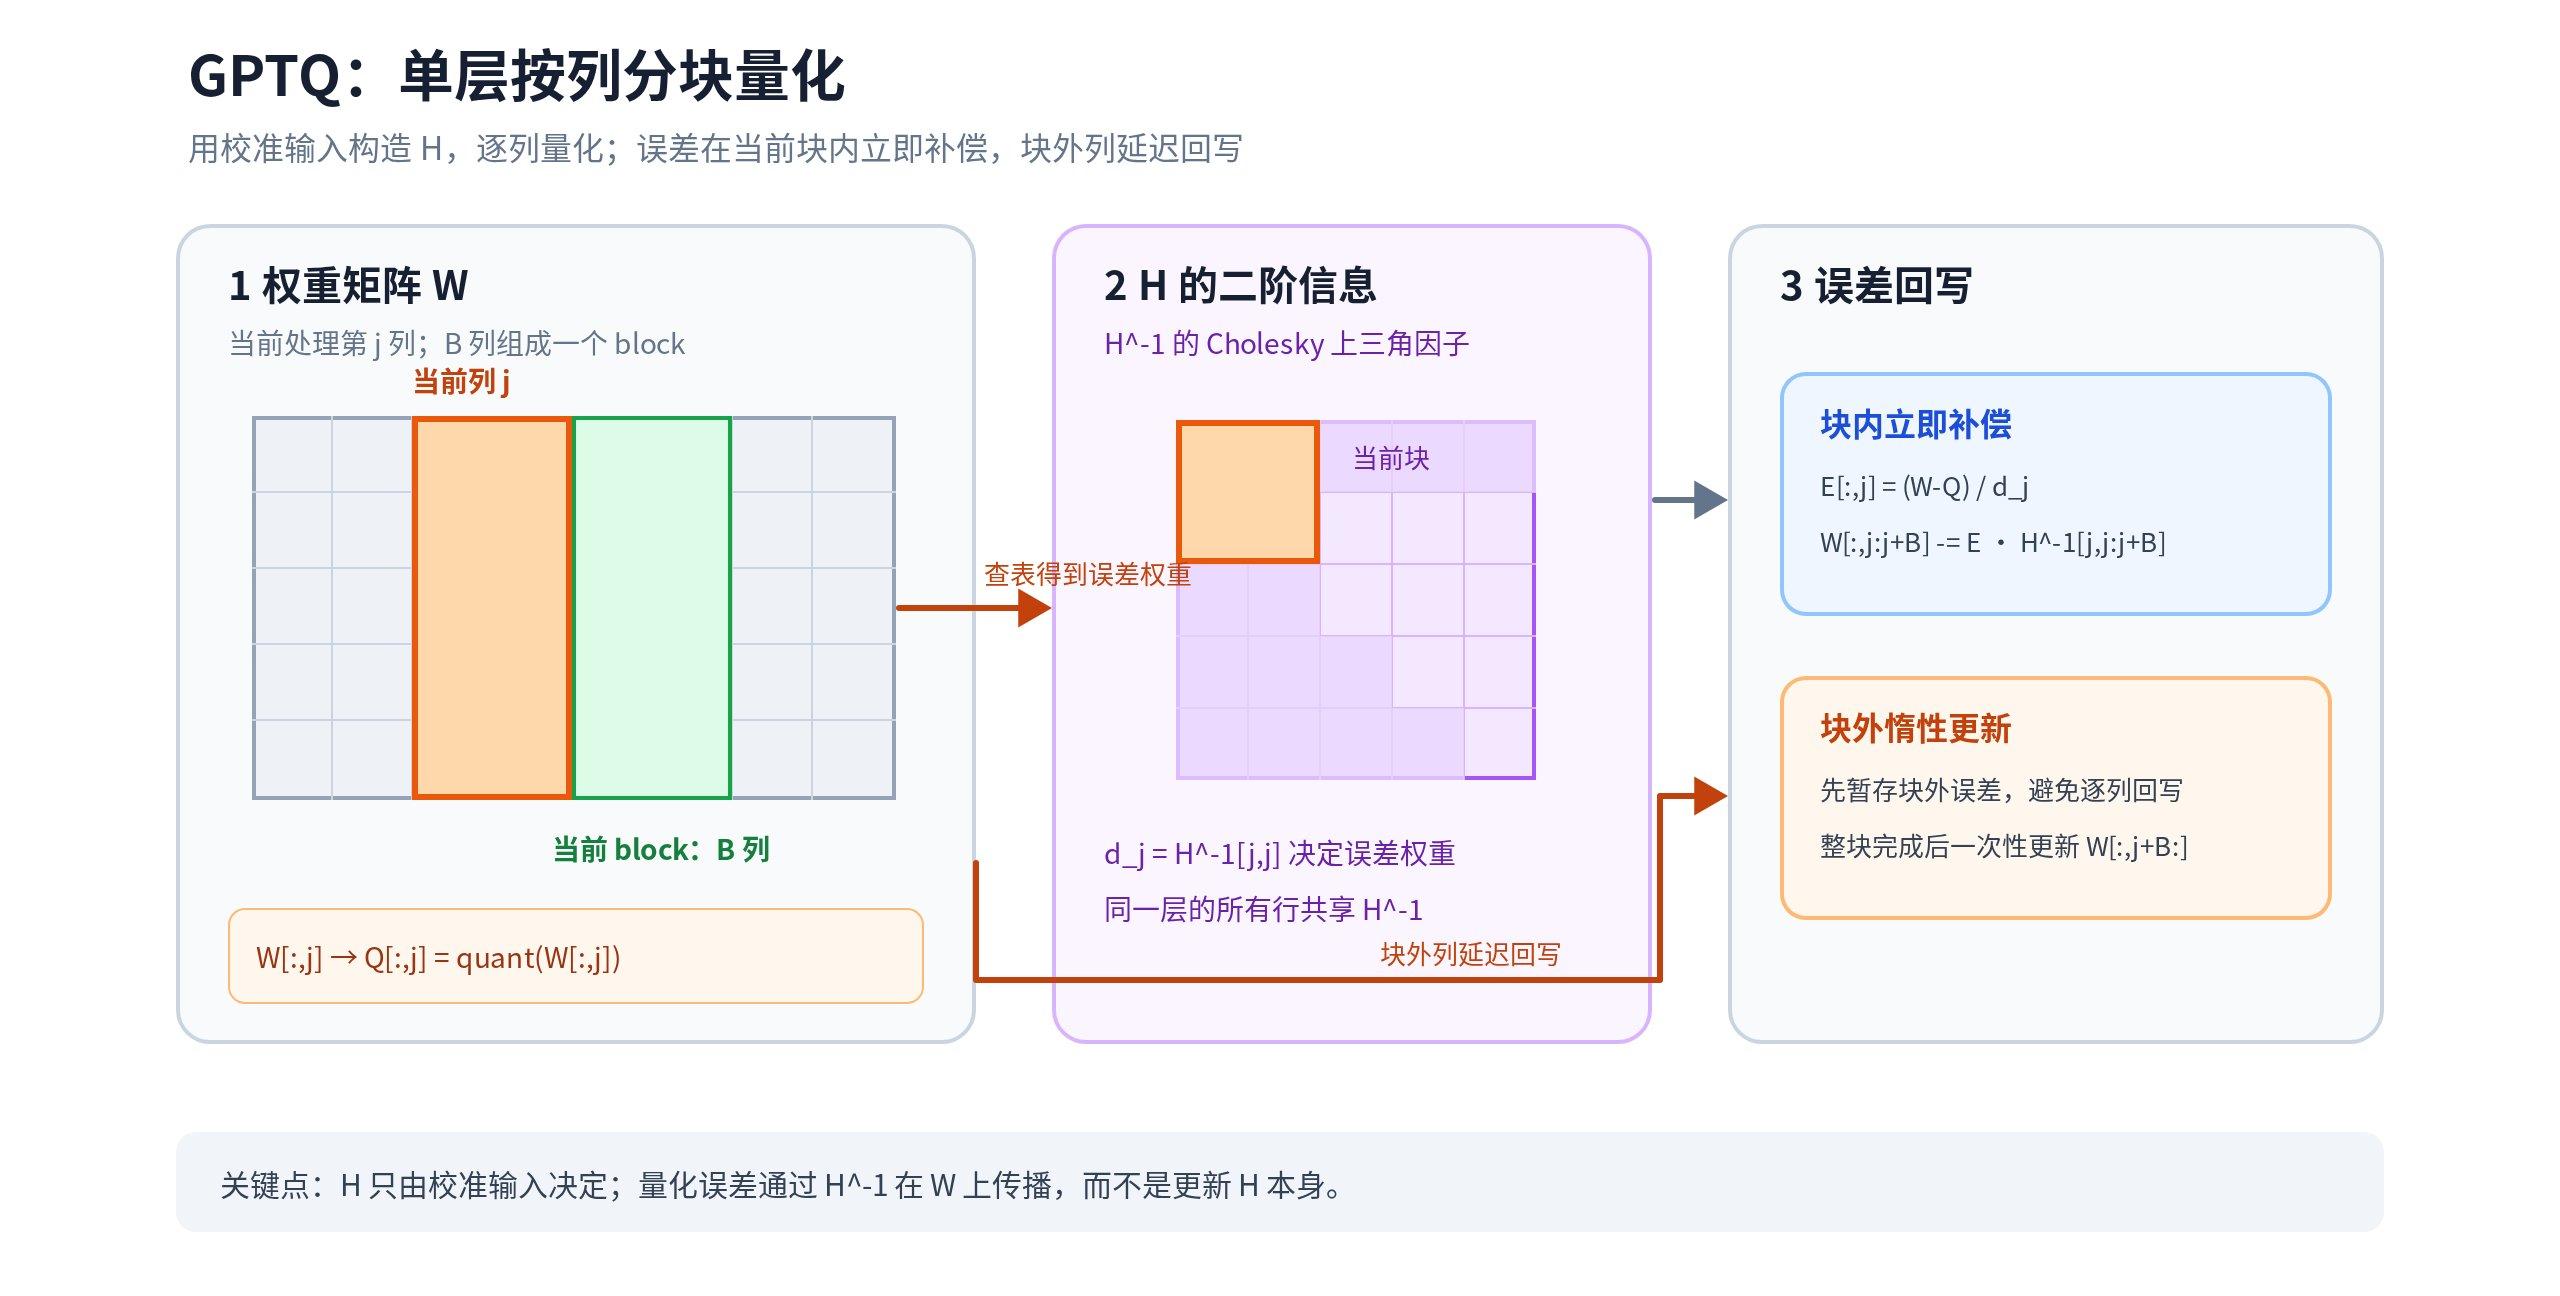 GPTQ：单层按列分块量化
用校准输入构造 H，逐列量化；误差在当前块内立即补偿，块外列延迟回写
1 权重矩阵 W
当前处理第 j 列；B 列组成一个 block
当前列 j
当前 block：B 列
W[:,j] → Q[:,j] = quant(W[:,j])
查表得到误差权重
2 H 的二阶信息
H^-1 的 Cholesky 上三角因子
当前块
d_j = H^-1[j,j] 决定误差权重
同一层的所有行共享 H^-1
块外列延迟回写
3 误差回写
块内立即补偿
E[:,j] = (W-Q) / d_j
W[:,j:j+B] -= E · H^-1[j,j:j+B]
块外惰性更新
先暂存块外误差，避免逐列回写
整块完成后一次性更新 W[:,j+B:]
关键点：H 只由校准输入决定；量化误差通过 H^-1 在 W 上传播，而不是更新 H 本身。